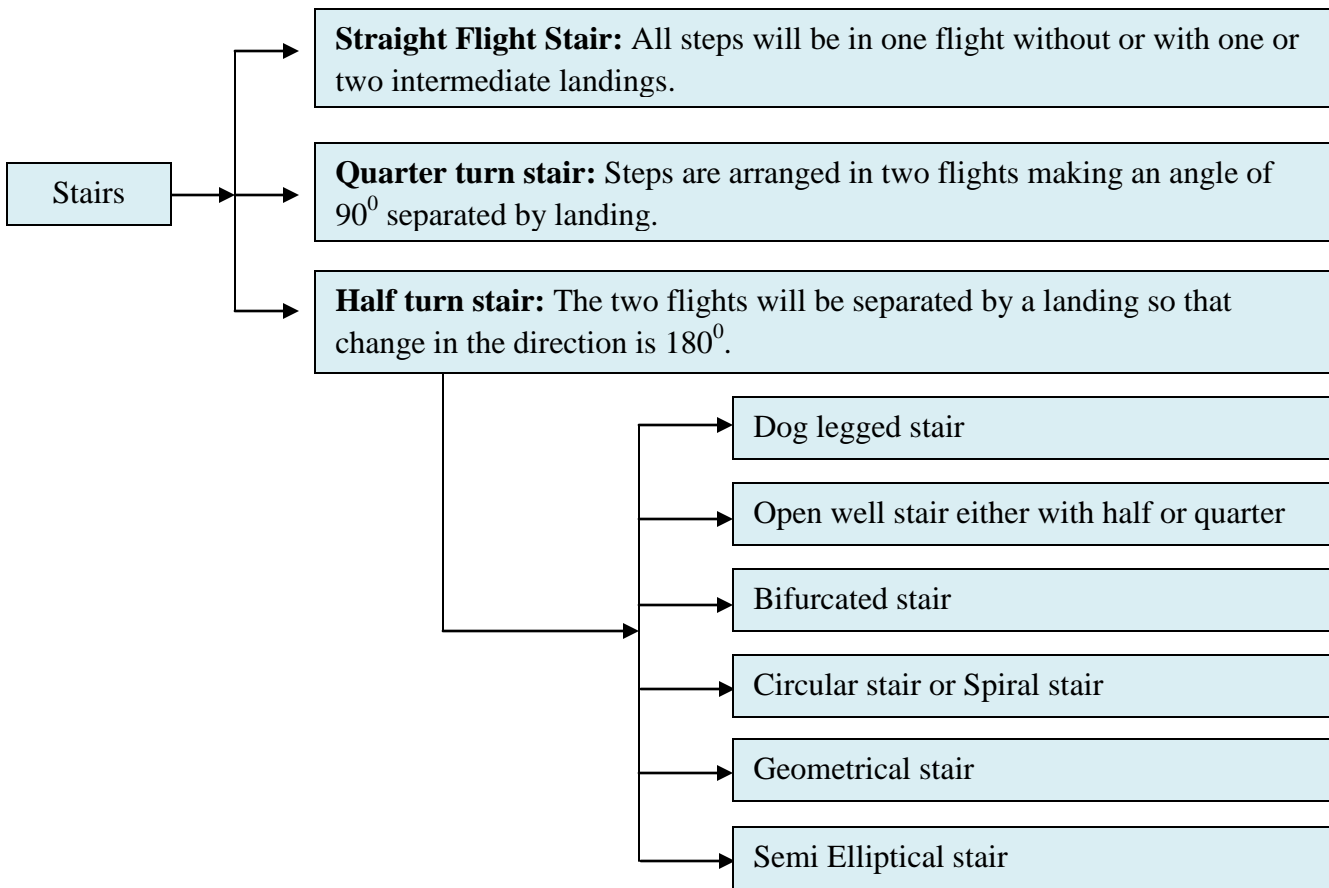 Straight Flight Stair: All steps will be in one flight without or with one or
two intermediate landings.
Stairs
Quarter turn stair: Steps are arranged in two flights making an angle of
90⁰ separated by landing.
Half turn stair: The two flights will be separated by a landing so that
change in the direction is 180⁰.
Dog legged stair
Open well stair either with half or quarter
Bifurcated stair
Circular stair or Spiral stair
Geometrical stair
Semi Elliptical stair